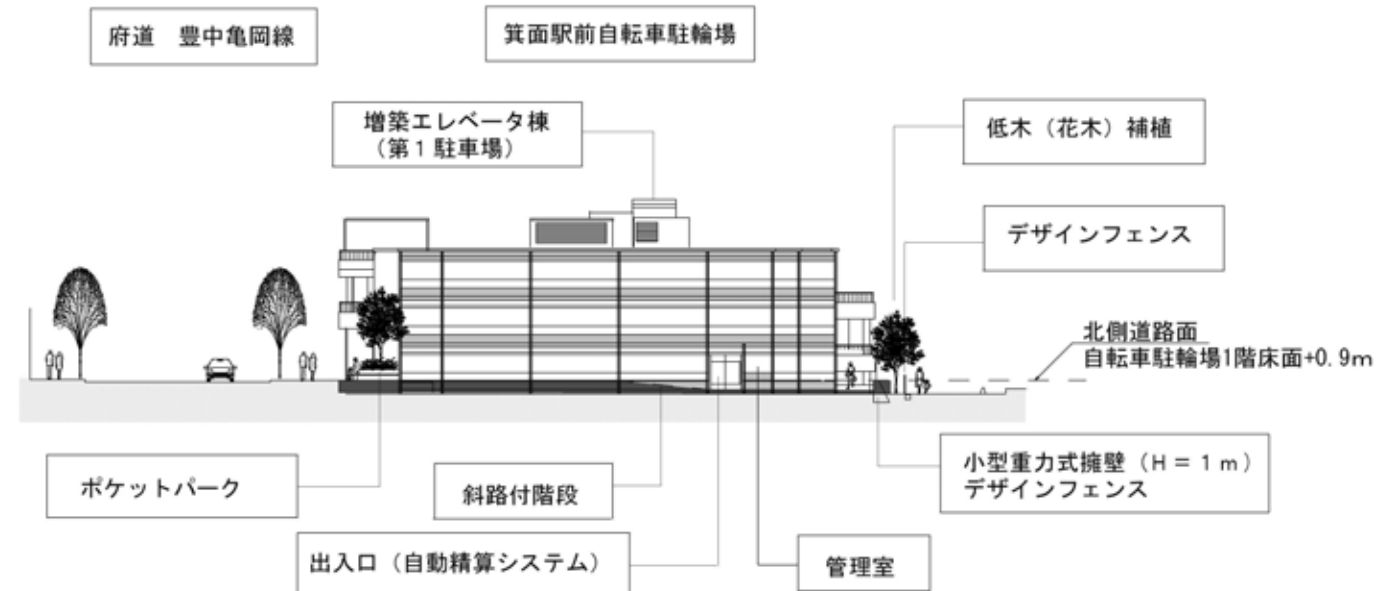 府道　豊中亀岡線
箕面駅前自転車駐輪場
増築エレベータ棟
（第１駐車場）
低木（花木）補植
デザインフェンス
北側道路面
自転車駐輪場1階床面+0.9m
ポケットパーク
斜路付階段
小型重力式擁壁（H＝１ｍ）
デザインフェンス
出入口（自動精算システム）
管理室